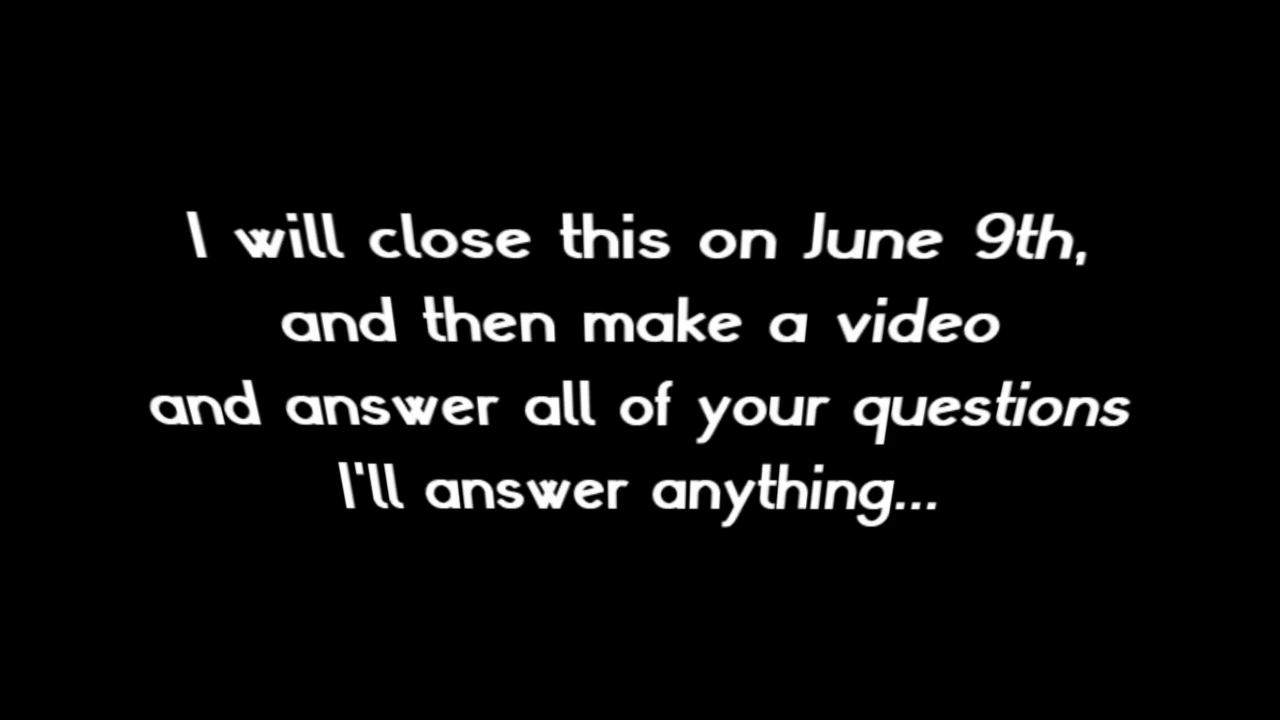 I will close this on June 9th,
and then make a video
and answer all of your questions
I'll answer anything...